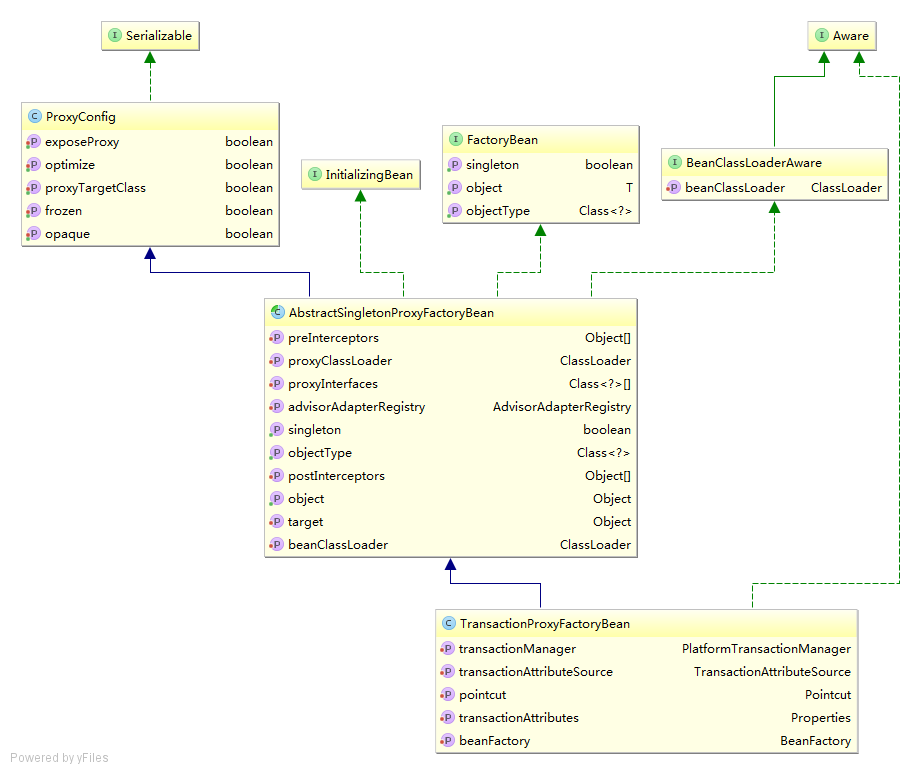 Serializable
Aware
ProxyConfig
exposeProxy boolean
optimize boolean
proxyTargetClass boolean
frozen boolean
opaque boolean
InitializingBean
FactoryBean
singleton boolean
object T
objectType Class<?>
BeanClassLoaderAware
beanClassLoader ClassLoader
AbstractSingletonProxyFactoryBean
preInterceptors Object[]
proxyClassLoader ClassLoader
proxyInterfaces Class<?>[]
advisorAdapterRegistry AdvisorAdapterRegistry
singleton boolean
objectType Class<?>
postInterceptors Object[]
object Object
target Object
beanClassLoader ClassLoader
TransactionProxyFactoryBean
transactionManager PlatformTransactionManager
transactionAttributeSource TransactionAttributeSource
pointcut Pointcut
transactionAttributes Properties
beanFactory BeanFactory
Powered by yFiles